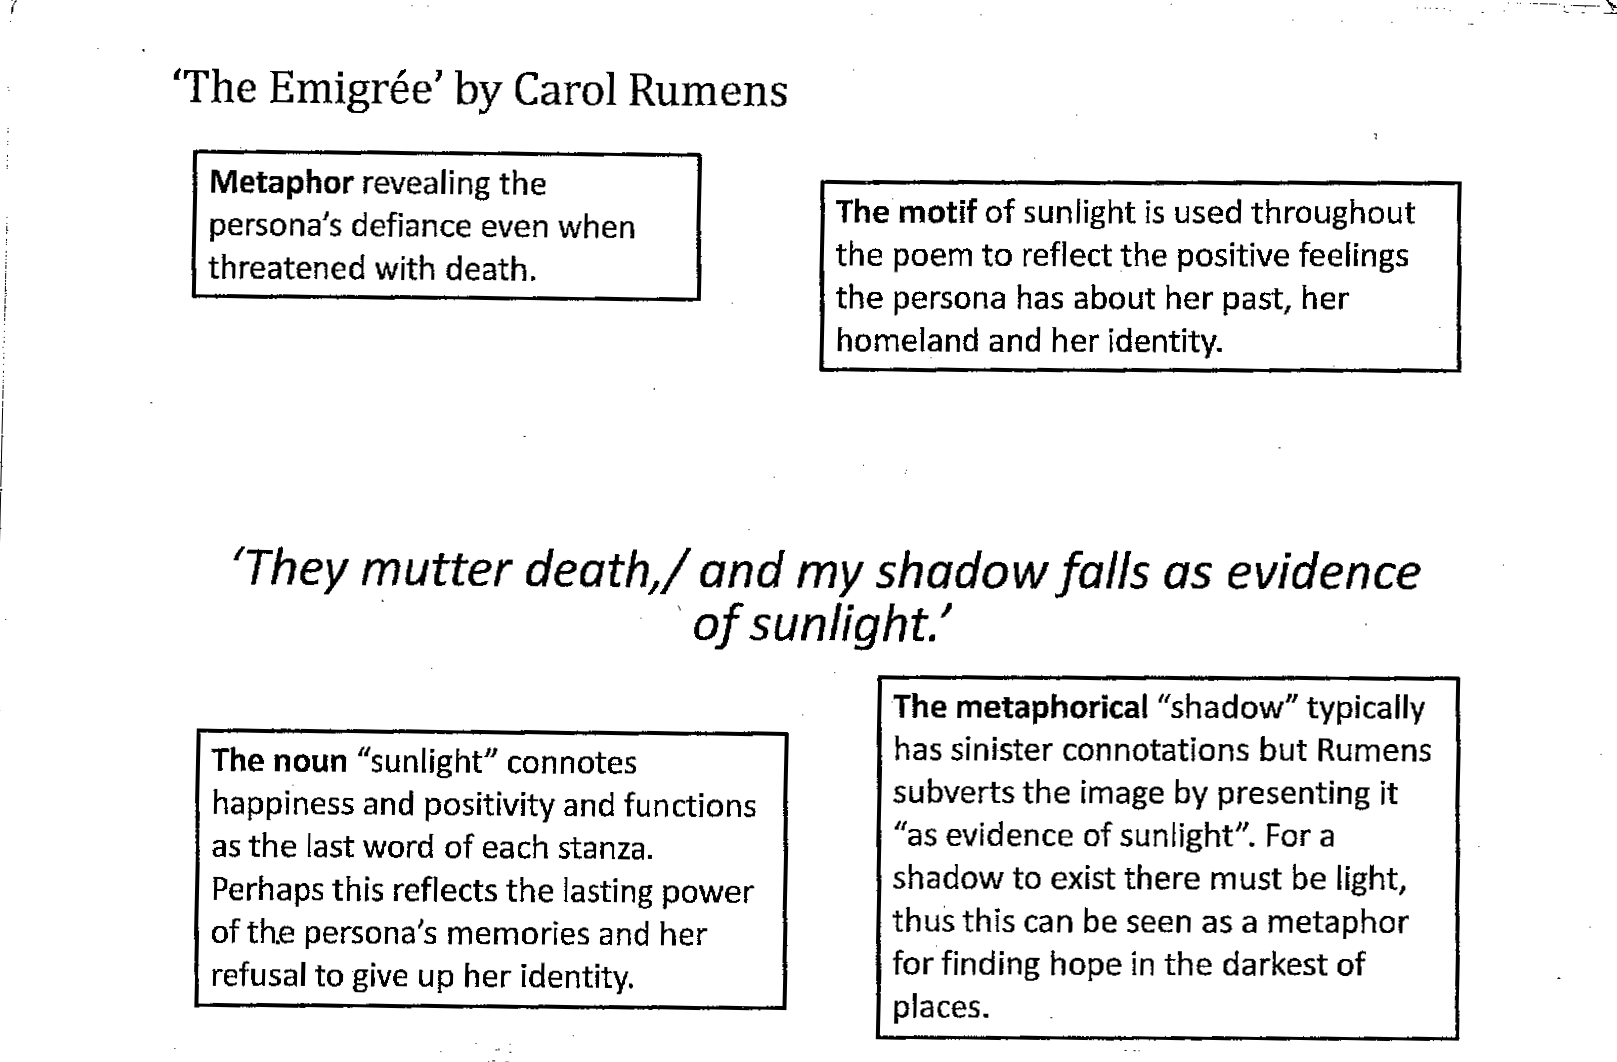 ‘The Emigrée’ by Carol Rumens
Metaphor revealing the
persona’s defiance even when
threatened with death.
The motif of sunlight is used throughout
the poem to reflect the positive feelings
the persona has about her past, her
homeland and her identity.
‘They mutter death,/ and my shadow falls as evidence
of sunlight.’
The noun “sunlight” connotes
happiness and positivity and functions
as the last word of each stanza.
Perhaps this reflects the lasting power
of the persona’s memories and her
refusal to give up her identity.
The metaphorical “shadow” typically
has sinister connotations but Rumens
subverts the image by presenting it
“as evidence of sunlight”. For a
shadow to exist there must be light,
thus this can be seen as a metaphor
for finding hope in the darkest of
places.